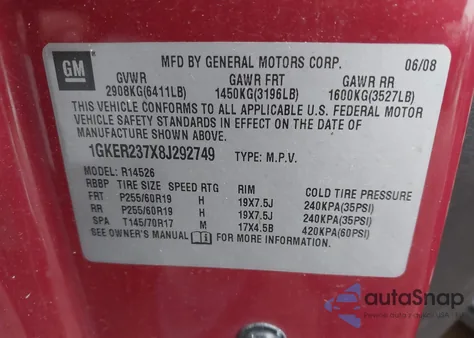 GM
MFD BY GENERAL MOTORS CORP. 06/08
GVWR GAWR FRT GAWR RR
2908KG(6411LB) 1450KG(3196LB) 1600KG(3527LB)
THIS VEHICLE CONFORMS TO ALL APPLICABLE U.S. FEDERAL MOTOR
VEHICLE SAFETY STANDARDS IN EFFECT ON THE DATE OF
MANUFACTURE SHOWN ABOVE.
1GKER237X8J292749 TYPE: M.P.V.
MODEL: R14526
RBBP TIRE SIZE SPEED RTG RIM COLD TIRE PRESSURE
FRT P255/60R19 H 19X7.5J 240KPA(35PSI)
RR P255/60R19 H 19X7.5J 240KPA(35PSI)
SPA T145/70R17 M 17X4.5B 420KPA(60PSI)
SEE OWNER'S MANUAL FOR MORE INFORMATION.
autoSnap